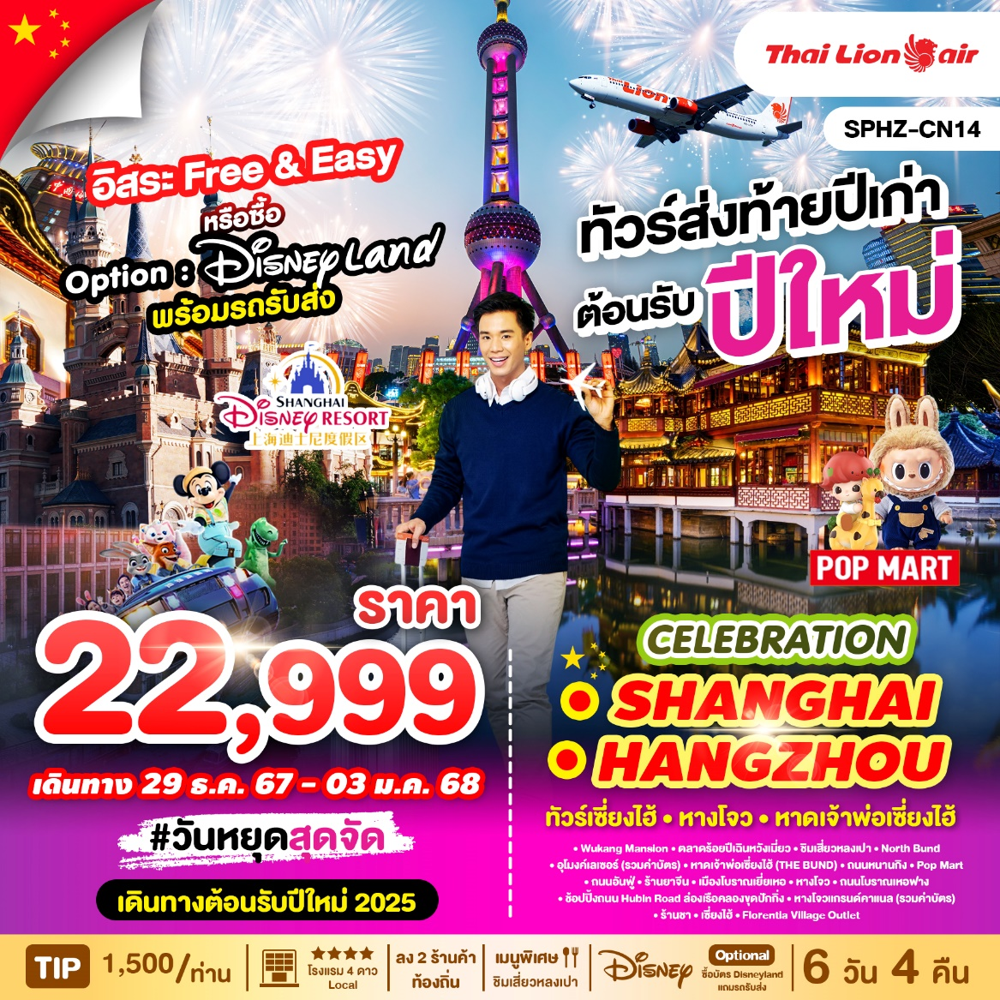 Thai Lion air
SPHZ-CN14
อิสระ Free & Easy
หรือซื้อ
Option : Disney Land
พร้อมรถรับส่ง
ทัวร์ส่งท้ายปีเก่า
ต้อนรับ ปีใหม่
SHANGHAI
Disney RESORT
上海迪士尼度假区
POP MART
ราคา
22,999
เดินทาง 29 ธ.ค. 67 - 03 ม.ค. 68
#วันหยุดสุดจัด
เดินทางต้อนรับปีใหม่ 2025
CELEBRATION
SHANGHAI
HANGZHOU
ทัวร์เซี่ยงไฮ้ • หางโจว • หาดเจ้าพ่อเซี่ยงไฮ้
• Wukang Mansion • ตลาดร้อยปีเฉินหวังเมี่ยว • ชิมเสี่ยวหลงเปา • North Bund
• อุโมงค์เลเซอร์ (รวมค่าบัตร) • หาดเจ้าพ่อเซี่ยงไฮ้ (THE BUND) • ถนนหนานกิง • Pop Mart
• ถนนอันฟู่ • ร้านยาจีน • เมืองโบราณเยี่ยเหอ • หางโจว • ถนนโบราณเหอฟาง
• ช้อปปิ้งถนน Hubin Road ล่องเรือคลองขุดปักกิ่ง • หางโจวแกรนด์คาแนล (รวมค่าบัตร)
• ร้านชา • เซี่ยงไฮ้ • Florentia Village Outlet
TIP 1,500/ท่าน
โรงแรม 4 ดาว
Local
ลง 2 ร้านค้า
ท้องถิ่น
เมนูพิเศษ
ชิมเสี่ยวหลงเปา
Disney
Optional
ซื้อบัตร Disneyland
แถมรถรับส่ง
6 วัน 4 คืน